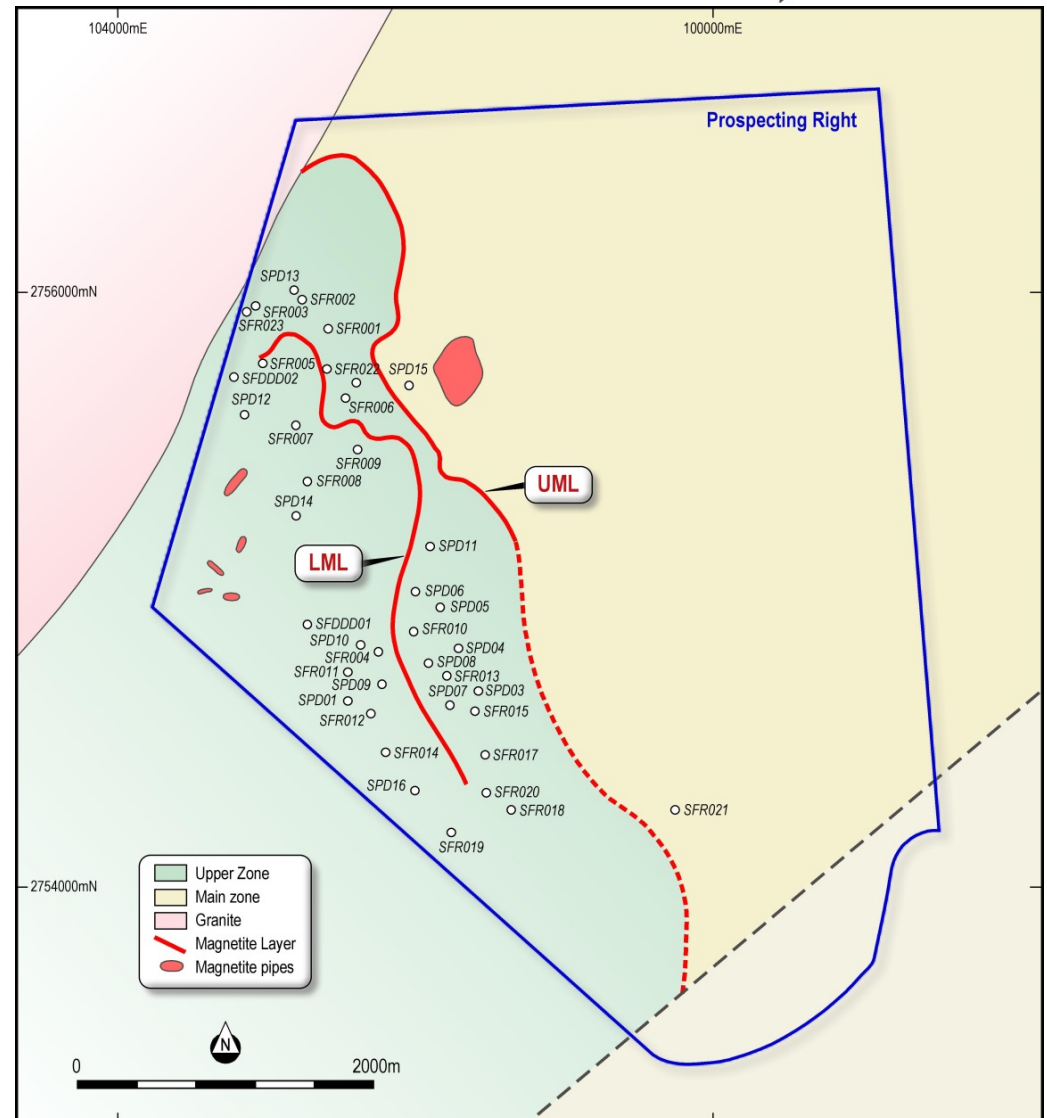 104000mE
100000mE
Prospecting Right
2756000mN
SPD13
SFR002
SFR003
SFR023
SFR001
SFR005
SFR022
SPD15
SFDDD02
SPD12
SFR006
SFR007
SFR009
SFR008
UML
SPD14
SPD11
LML
SPD06
SPD05
SFDDD01
SFR010
SPD10
SFR004
SPD04
SPD08
SFR011
SFR013
SPD09
SPD07
SPD03
SPD01
SFR012
SFR015
SFR014
SFR017
SPD16
SFR020
SFR018
SFR021
SFR019
2754000mN
Upper Zone
Main zone
Granite
Magnetite Layer
Magnetite pipes
N
0
2000m